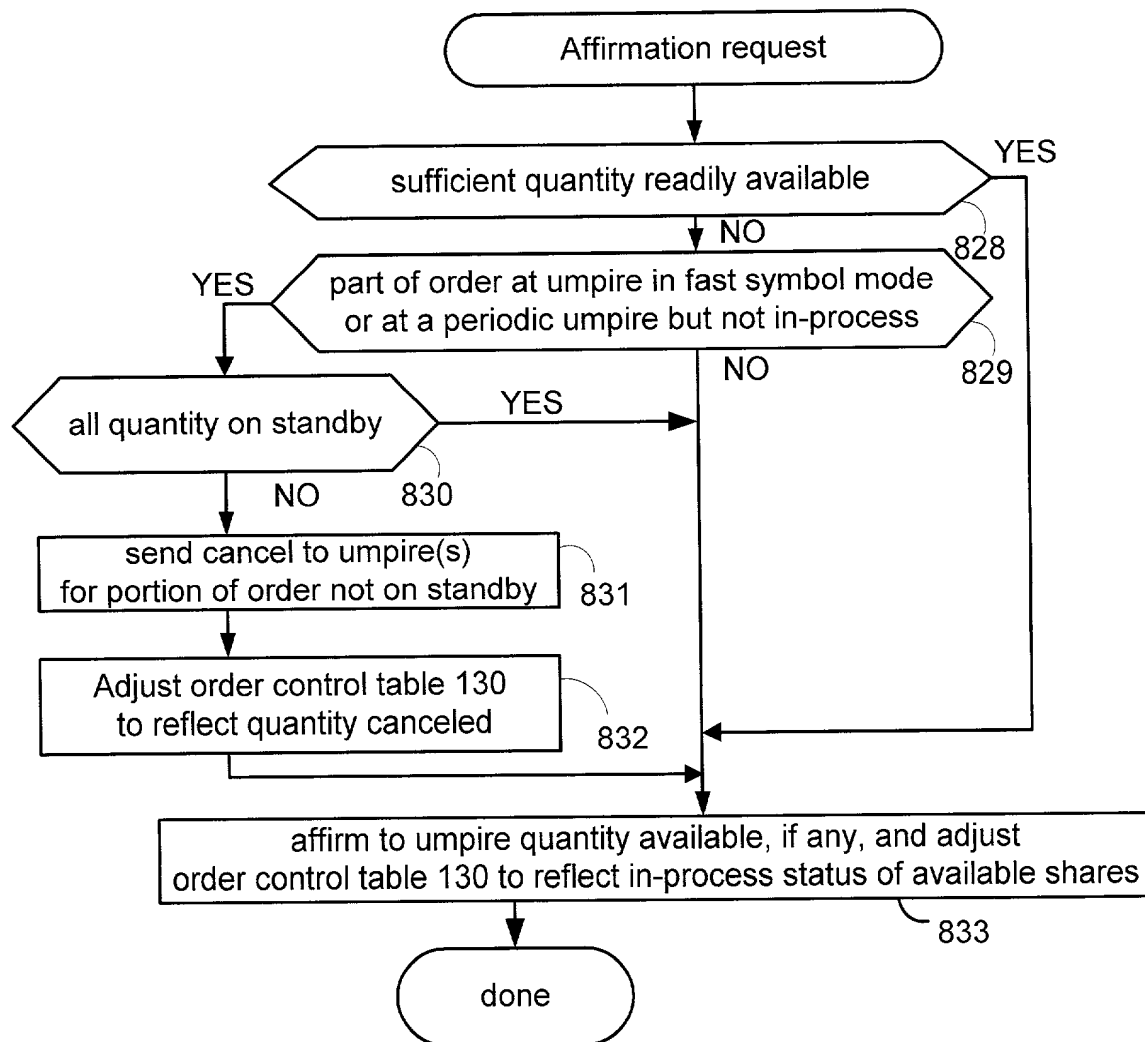 Affirmation request
YES
sufficient quantity readily available
NO
828
YES
part of order at umpire in fast symbol mode
or at a periodic umpire but not in-process
NO
829
all quantity on standby
YES
NO
830
send cancel to umpire(s)
for portion of order not on standby
831
Adjust order control table 130
to reflect quantity canceled
832
affirm to umpire quantity available, if any, and adjust
order control table 130 to reflect in-process status of available shares
833
done